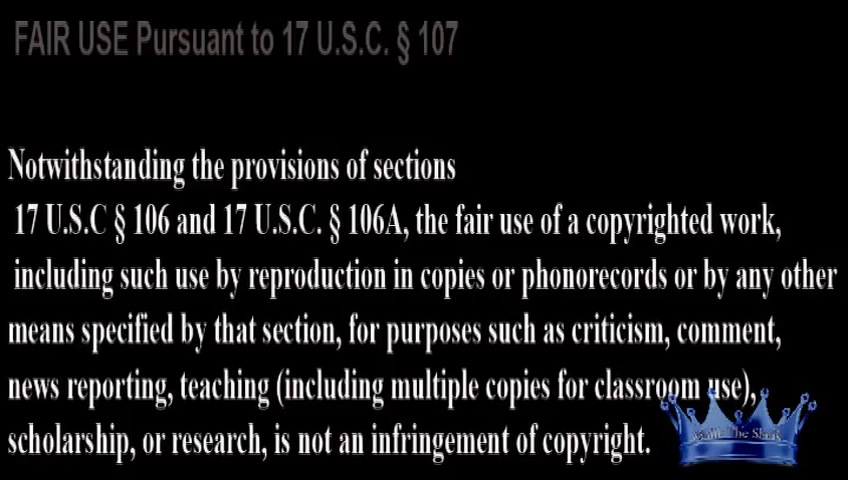 FAIR USE Pursuant to 17 U.S.C. § 107
Notwithstanding the provisions of sections
17 U.S.C § 106 and 17 U.S.C. § 106A, the fair use of a copyrighted work,
including such use by reproduction in copies or phonorecords or by any other
means specified by that section, for purposes such as criticism, comment,
news reporting, teaching (including multiple copies for classroom use),
scholarship, or research, is not an infringement of copyright.
The